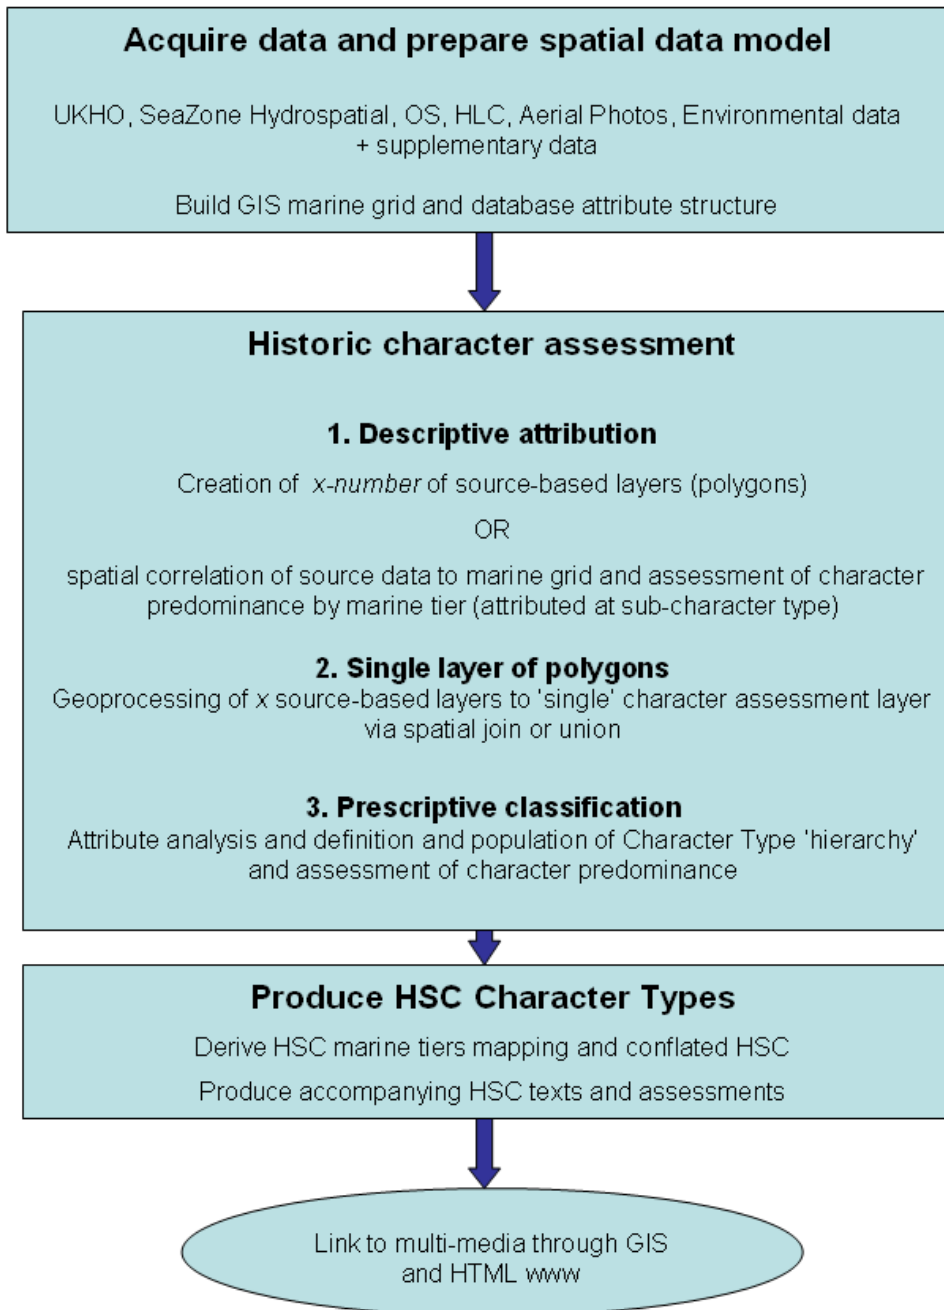 Acquire data and prepare spatial data model
UKHO, SeaZone Hydrospatial, OS, HLC, Aerial Photos, Environmental data
+ supplementary data
Build GIS marine grid and database attribute structure
Historic character assessment
1. Descriptive attribution
Creation of x-number of source-based layers (polygons)
OR
spatial correlation of source data to marine grid and assessment of character
predominance by marine tier (attributed at sub-character type)
2. Single layer of polygons
Geoprocessing of x source-based layers to 'single' character assessment layer
via spatial join or union
3. Prescriptive classification
Attribute analysis and definition and population of Character Type 'hierarchy'
and assessment of character predominance
Produce HSC Character Types
Derive HSC marine tiers mapping and conflated HSC
Produce accompanying HSC texts and assessments
Link to multi-media through GIS
and HTML www